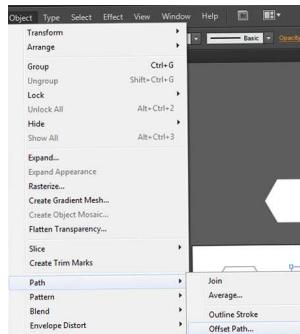 Object Type Select Effect View Window Help
Basic Opacity
Transform
Arrange
Group Ctrl+G
Ungroup Shift+Ctrl+G
Lock
Unlock All Alt+Ctrl+2
Hide
Show All Alt+Ctrl+3
Expand...
Expand Appearance
Rasterize...
Create Gradient Mesh...
Create Object Mosaic...
Flatten Transparency...
Slice
Create Trim Marks
Path
Pattern
Blend
Envelope Distort
Join
Average...
Outline Stroke
Offset Path...